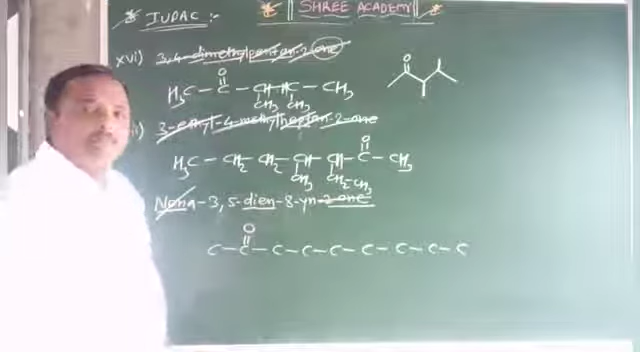 IUPAC :-
SHREE ACADEMY
xvi) 3,4-dimethylpentan-2-one
O
H₃C - C - CH - CH - CH₃
CH₃ CH₃
O
ii) 3-ethyl-4-methylheptan-2-one
O
H₃C - CH₂ - CH₂ - CH - CH - C - CH₃
CH₃ CH₂-CH₃
Nona-3,5-dien-8-yn-2-one
O
C - C - C - C - C - C - C - C - C